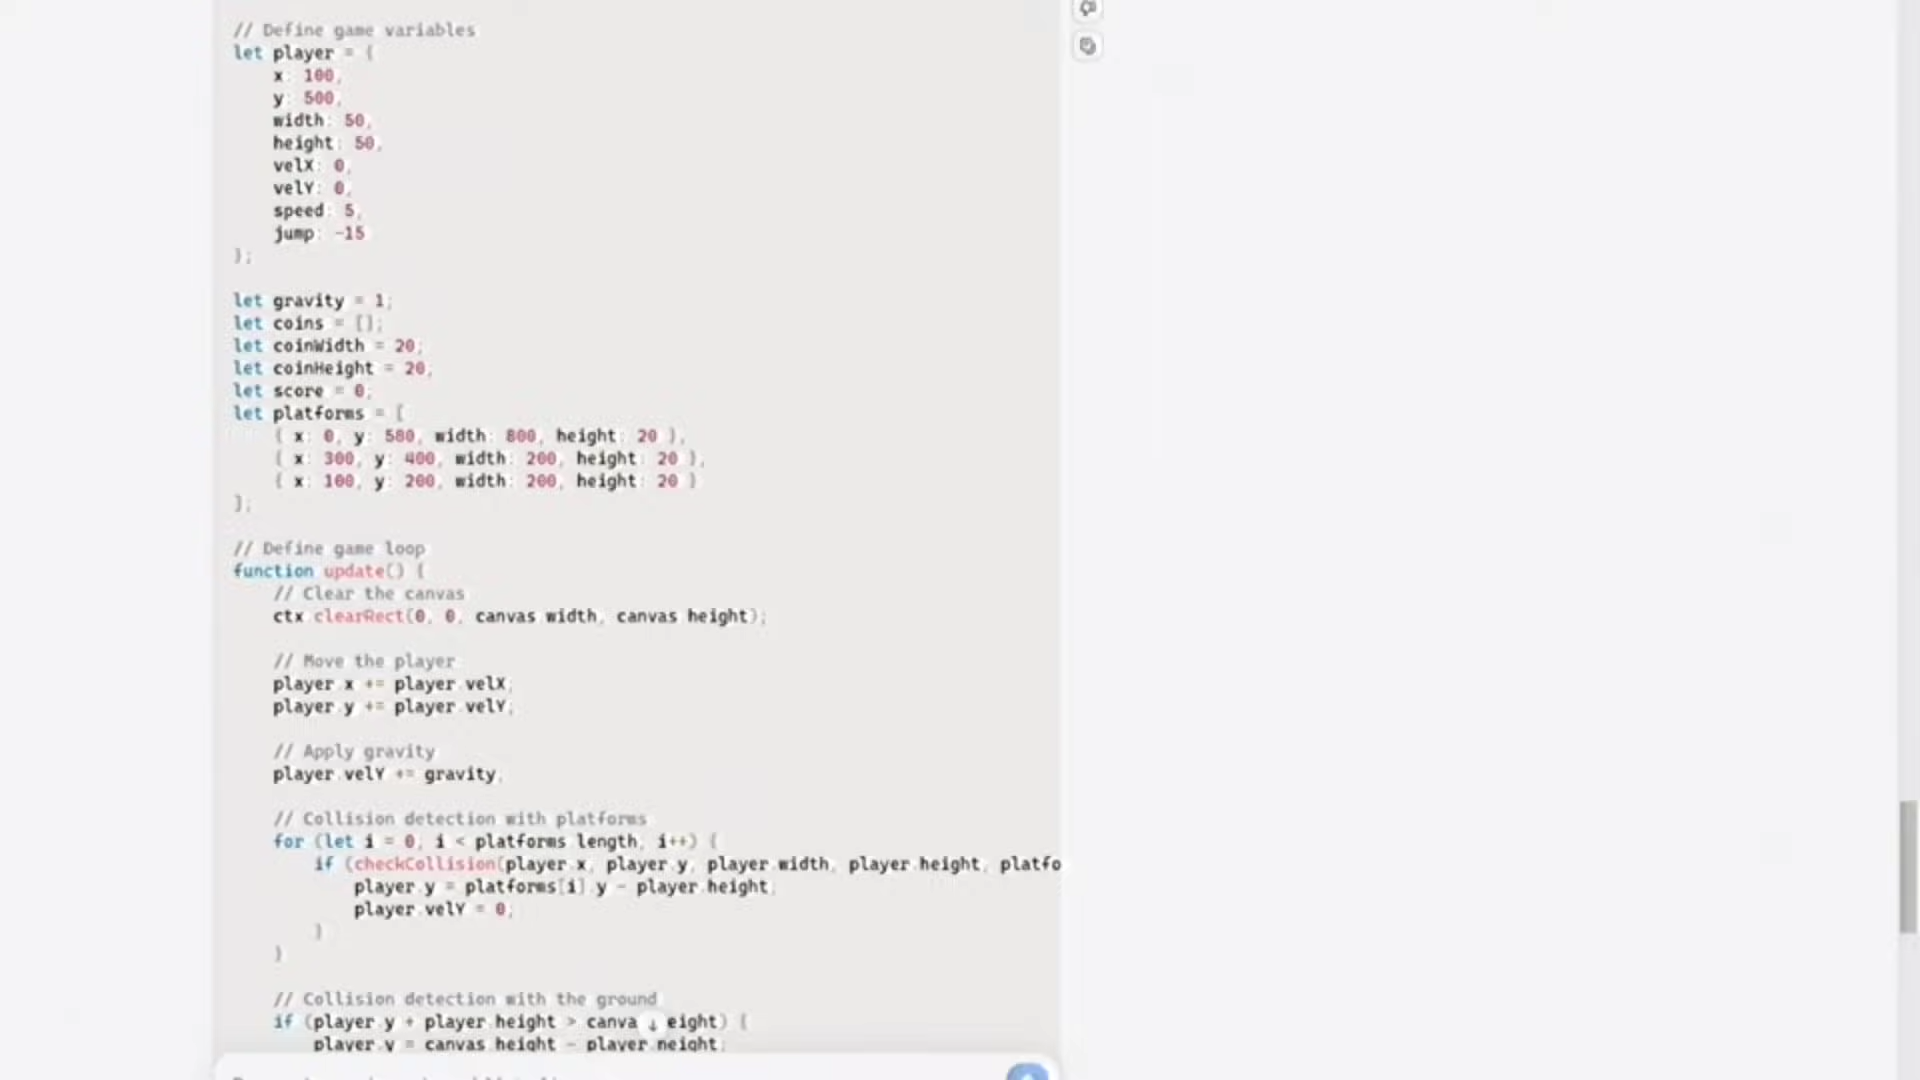 // Define game variables
let player = {
x: 100,
y: 500,
width: 50,
height: 50,
velX: 0,
velY: 0,
speed: 5,
jump: -15
};
let gravity = 1;
let coins = [];
let coinWidth = 20;
let coinHeight = 20;
let score = 0;
let platforms = [
{ x: 0, y: 580, width: 800, height: 20 },
{ x: 300, y: 400, width: 200, height: 20 },
{ x: 100, y: 200, width: 200, height: 20 }
];
// Define game loop
function update() {
// Clear the canvas
ctx.clearRect(0, 0, canvas.width, canvas.height);
// Move the player
player.x += player.velX;
player.y += player.velY;
// Apply gravity
player.velY += gravity;
// Collision detection with platforms
for (let i = 0; i < platforms.length; i++) {
if (checkCollision(player.x, player.y, player.width, player.height, platfo
player.y = platforms[i].y - player.height;
player.velY = 0;
}
}
// Collision detection with the ground
if (player.y + player.height > canva eight) {
player.y = canvas.height - player.height;